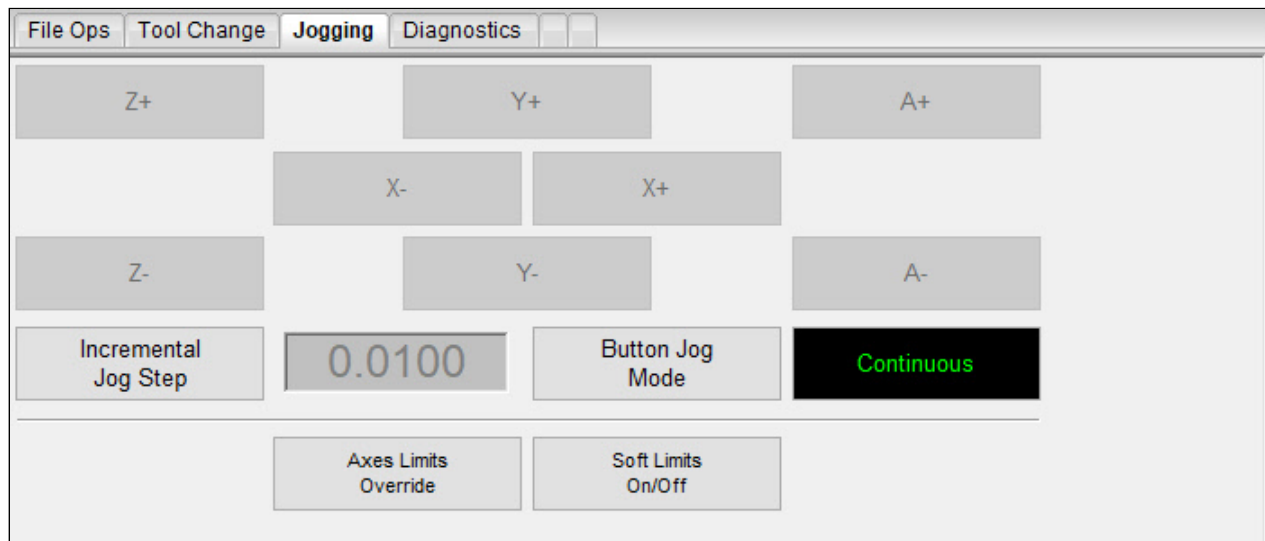 File Ops Tool Change Jogging Diagnostics
Z+ Y+ A+
X- X+
Z- Y- A-
Incremental
Jog Step
0.0100
Button Jog
Mode
Continuous
Axes Limits
Override
Soft Limits
On/Off